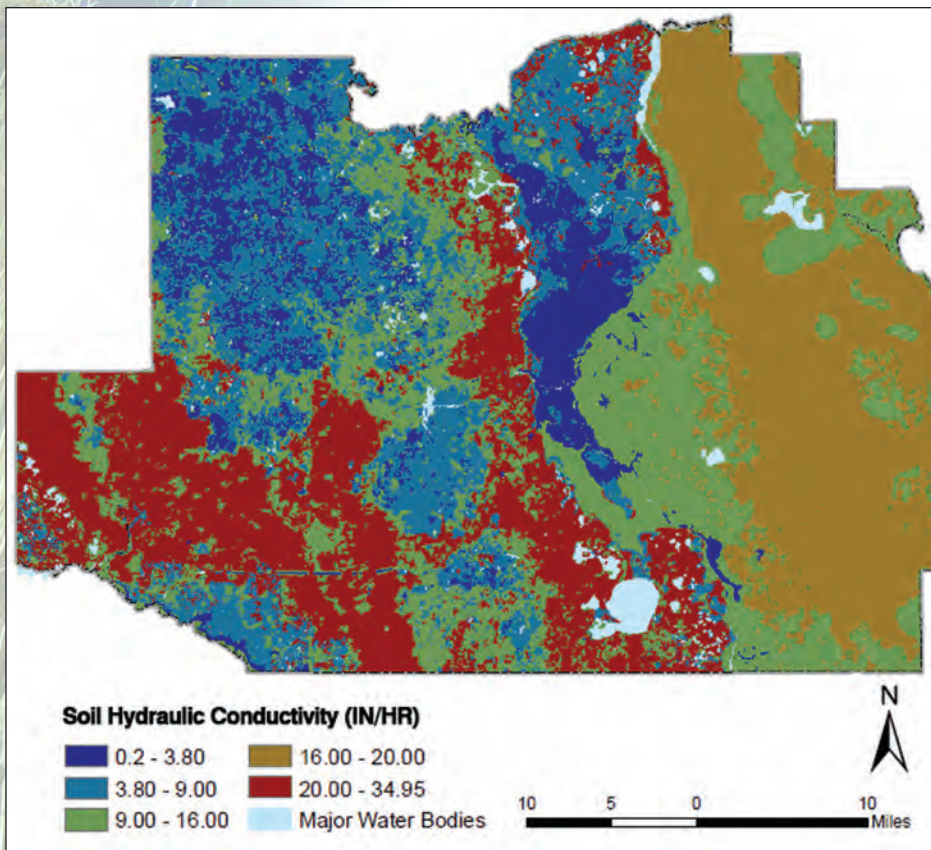 Soil Hydraulic Conductivity (IN/HR)
0.2 - 3.80
3.80 - 9.00
9.00 - 16.00
16.00 - 20.00
20.00 - 34.95
Major Water Bodies
N
10 5 0 10
Miles